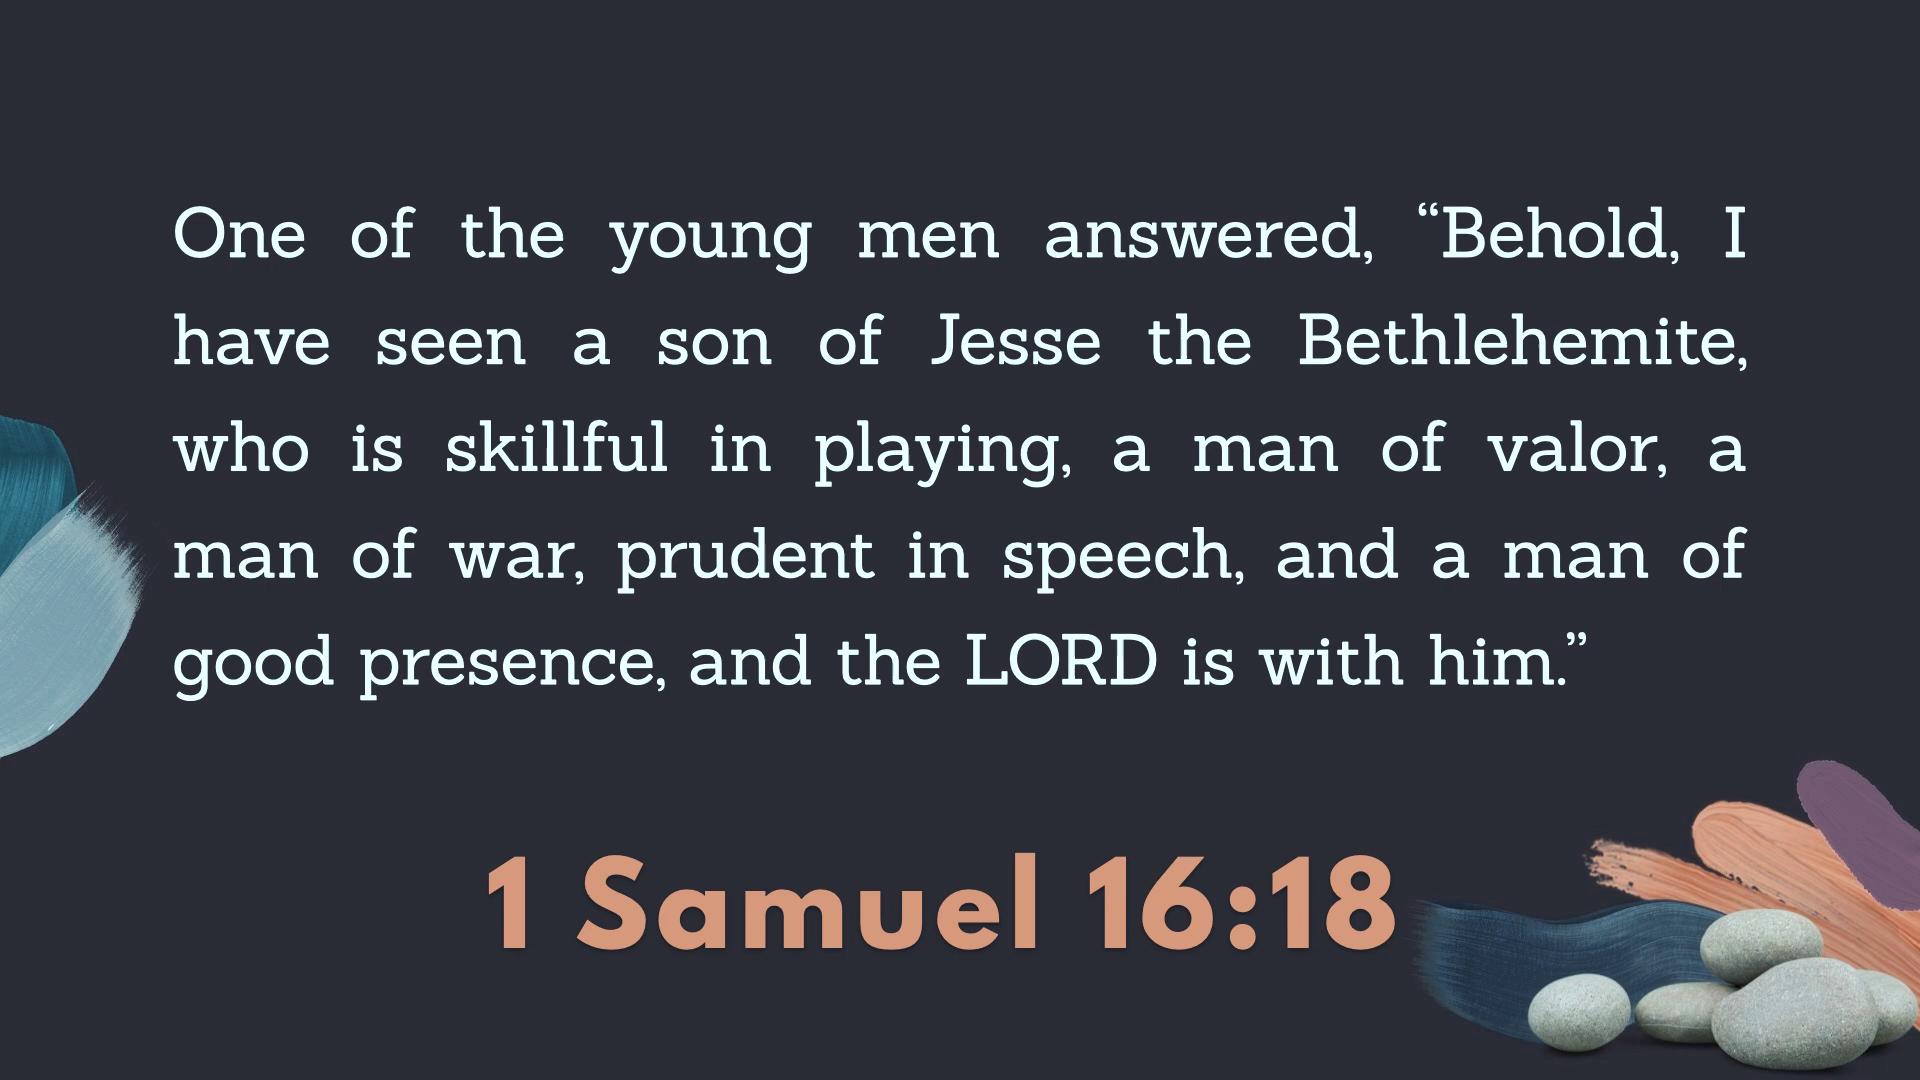 One of the young men answered, “Behold, I
have seen a son of Jesse the Bethlehemite,
who is skillful in playing, a man of valor, a
man of war, prudent in speech, and a man of
good presence, and the LORD is with him.”
1 Samuel 16:18